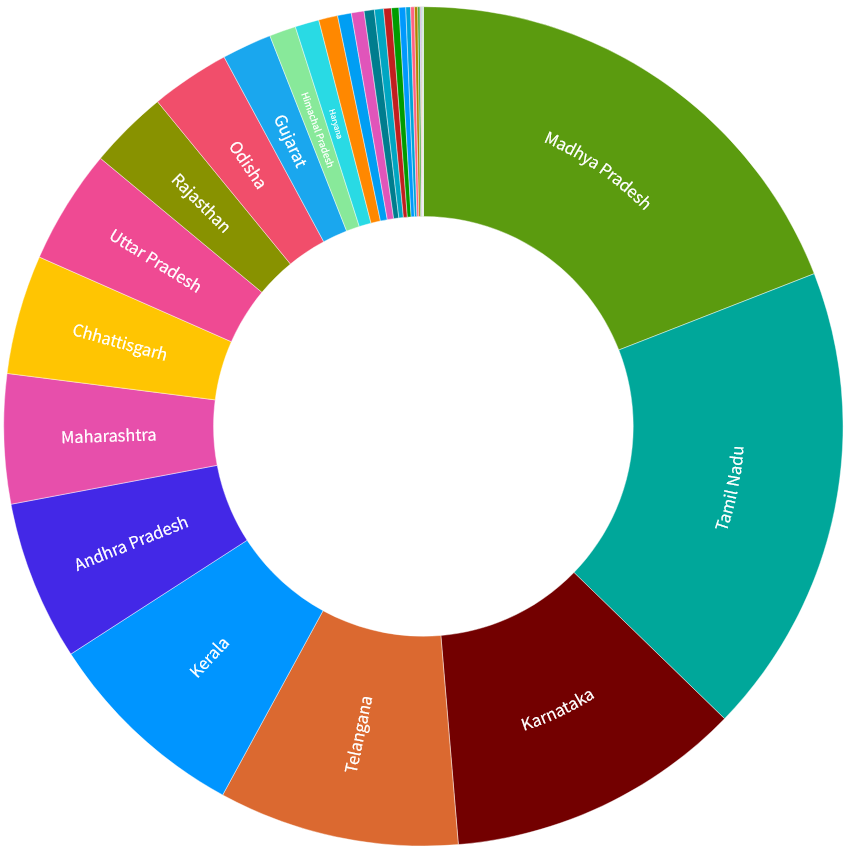 Madhya Pradesh
Tamil Nadu
Karnataka
Telangana
Kerala
Andhra Pradesh
Maharashtra
Chhattisgarh
Uttar Pradesh
Rajasthan
Odisha
Gujarat
Himachal Pradesh
Haryana